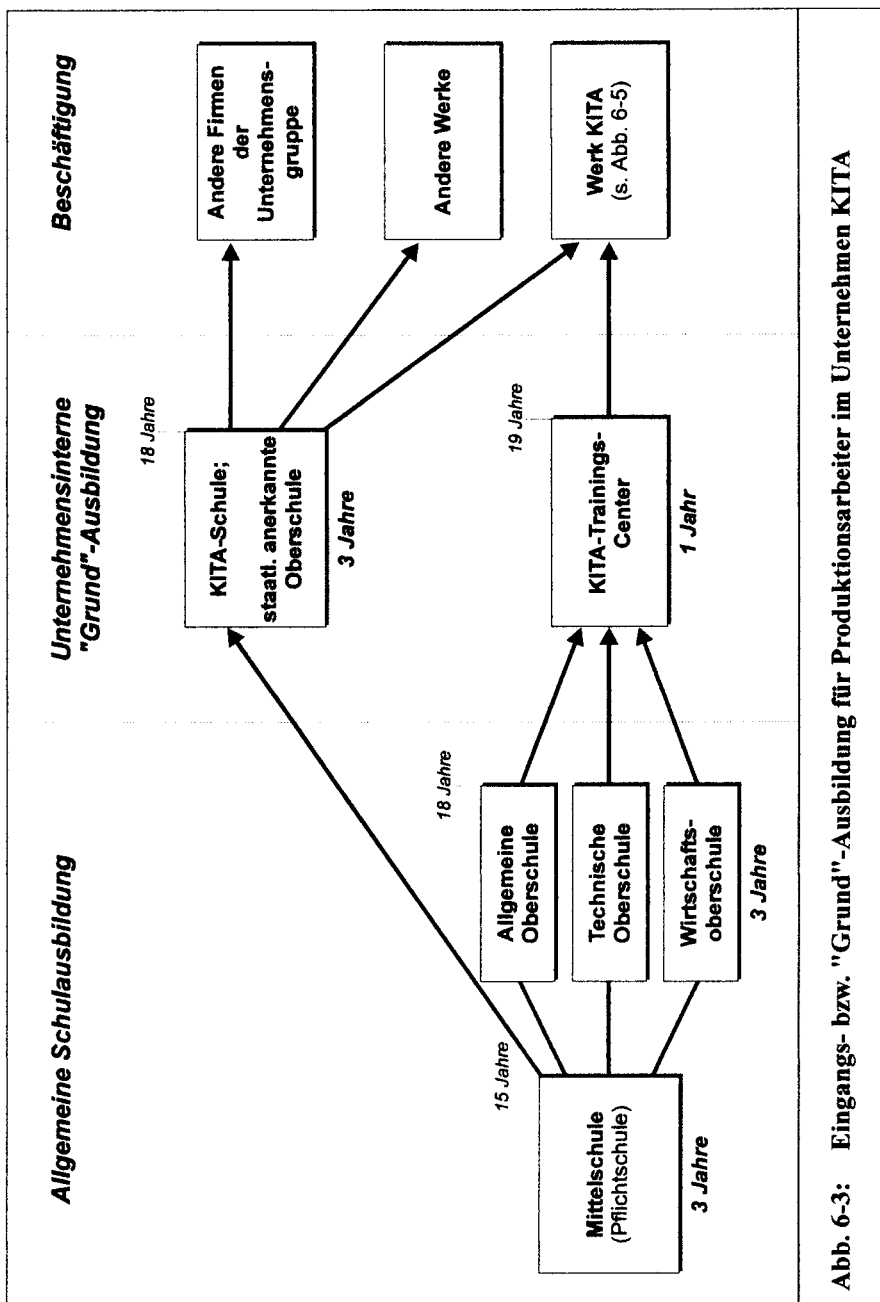 Allgemeine Schulausbildung
Unternehmensinterne
"Grund"-Ausbildung
Beschäftigung
15 Jahre
Mittelschule
(Pflichtschule)
3 Jahre
18 Jahre
Allgemeine
Oberschule
Technische
Oberschule
Wirtschafts-
oberschule
3 Jahre
18 Jahre
KITA-Schule;
staatl. anerkannte
Oberschule
3 Jahre
19 Jahre
KITA-Trainings-
Center
1 Jahr
Andere Firmen
der
Unternehmens-
gruppe
Andere Werke
Werk KITA
(s. Abb. 6-5)
Abb. 6-3: Eingangs- bzw. "Grund"-Ausbildung für Produktionsarbeiter im Unternehmen KITA